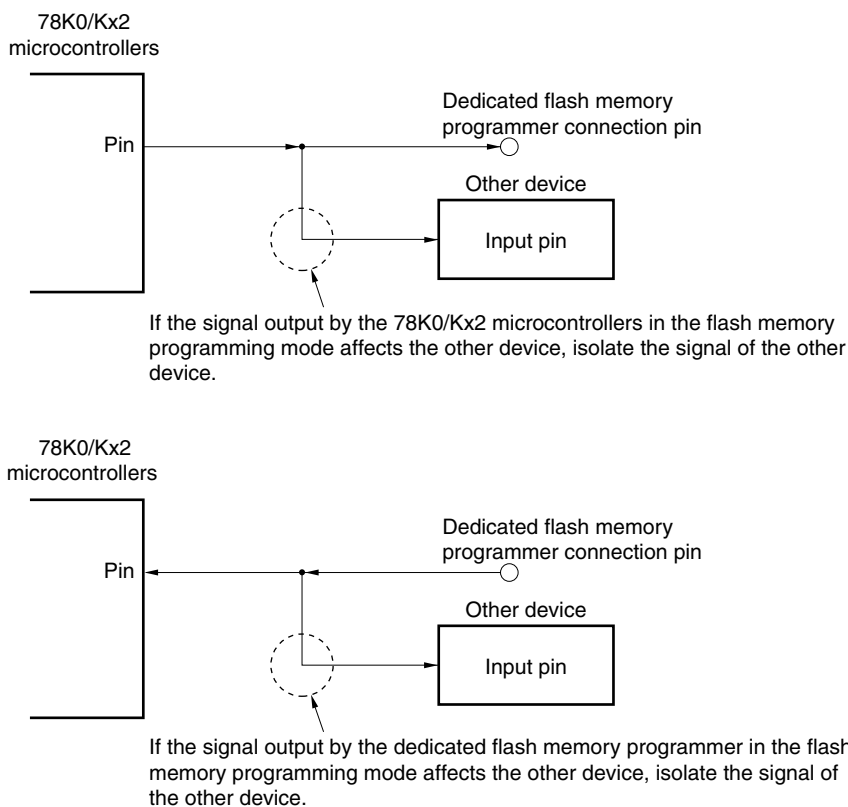 78K0/Kx2
microcontrollers
Dedicated flash memory
programmer connection pin
Pin
Other device
Input pin
If the signal output by the 78K0/Kx2 microcontrollers in the flash memory
programming mode affects the other device, isolate the signal of the other
device.
78K0/Kx2
microcontrollers
Dedicated flash memory
programmer connection pin
Pin
Other device
Input pin
If the signal output by the dedicated flash memory programmer in the flash
memory programming mode affects the other device, isolate the signal of
the other device.